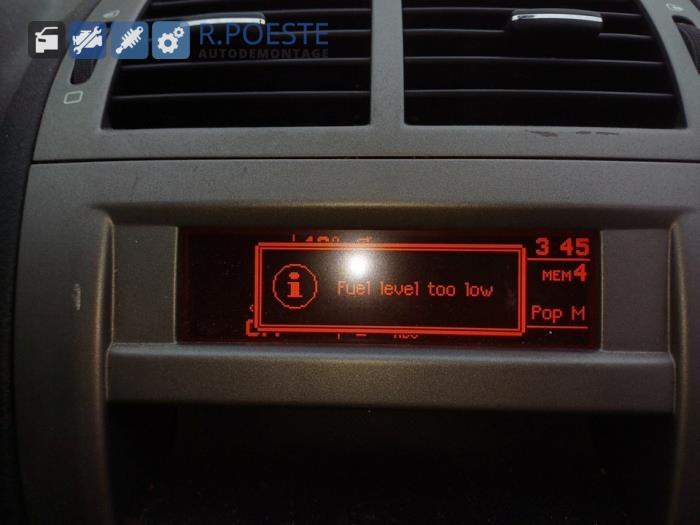 R.POESTE
AUTODEMONTAGE
3 45
MEM4
Fuel level too low
Pop M